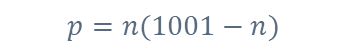 p = n(1001 − n)